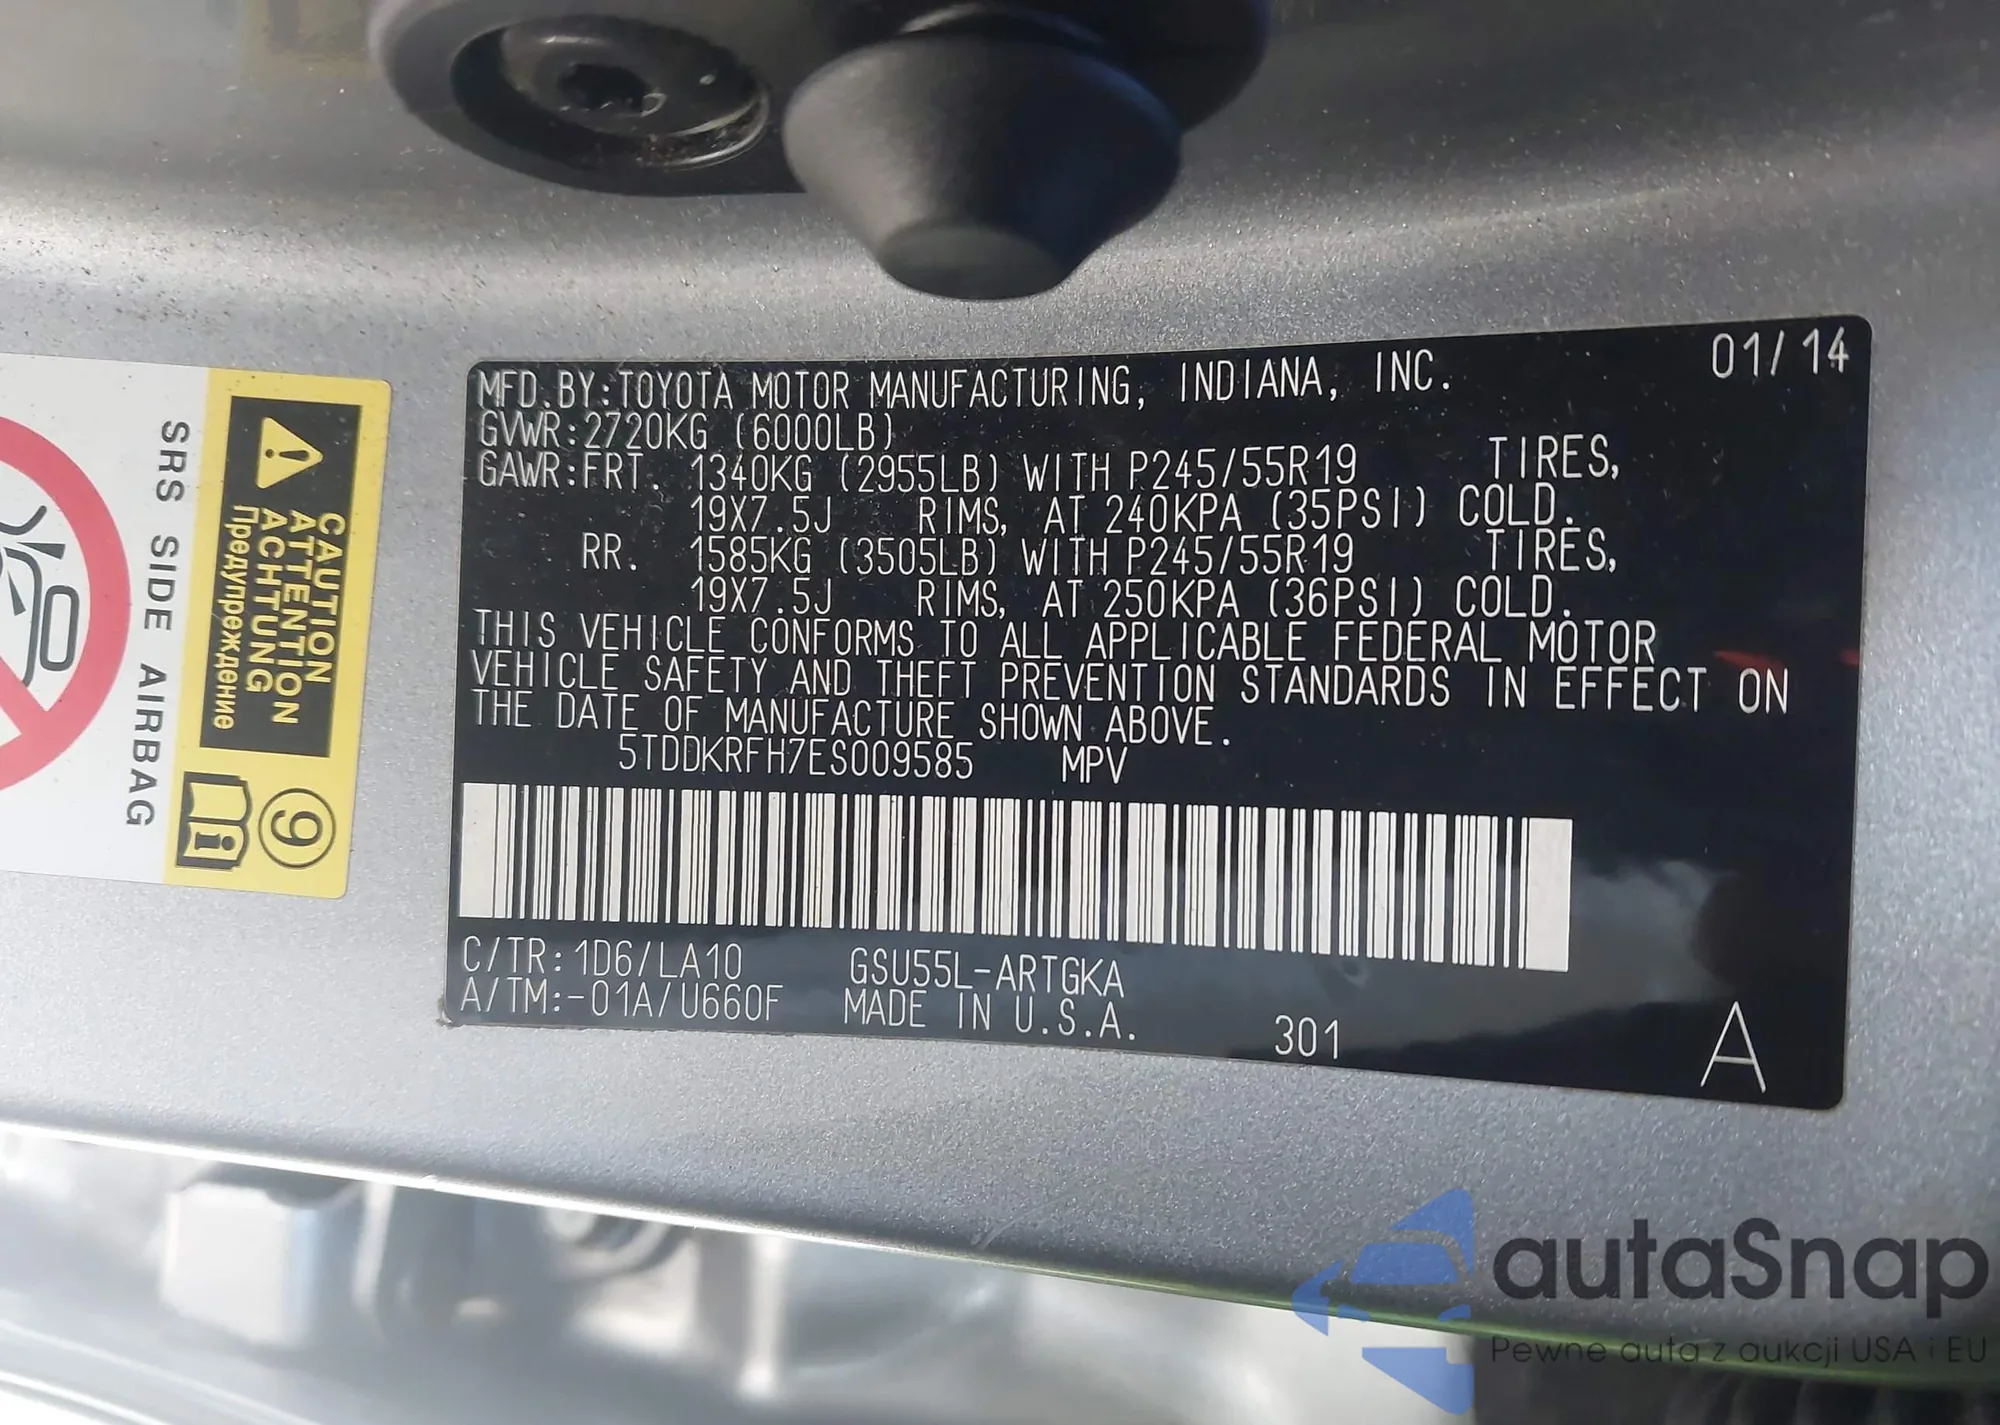 MFD.BY:TOYOTA MOTOR MANUFACTURING, INDIANA, INC. 01/14
GVWR:2720KG (6000LB)
GAWR:FRT. 1340KG (2955LB) WITH P245/55R19 TIRES,
19X7.5J RIMS, AT 240KPA (35PSI) COLD.
RR. 1585KG (3505LB) WITH P245/55R19 TIRES,
19X7.5J RIMS, AT 250KPA (36PSI) COLD.
THIS VEHICLE CONFORMS TO ALL APPLICABLE FEDERAL MOTOR
VEHICLE SAFETY AND THEFT PREVENTION STANDARDS IN EFFECT ON
THE DATE OF MANUFACTURE SHOWN ABOVE.
5TDDKRFH7ES009585 MPV
C/TR:1D6/LA10 GSU55L-ARTGKA
A/TM:-01A/U660F MADE IN U.S.A. 301 A
CAUTION
ATTENTION
ACHTUNG
Предупреждение
9
i
SRS SIDE AIRBAG
autaSnap
Pewne auta z aukcji USA i EU